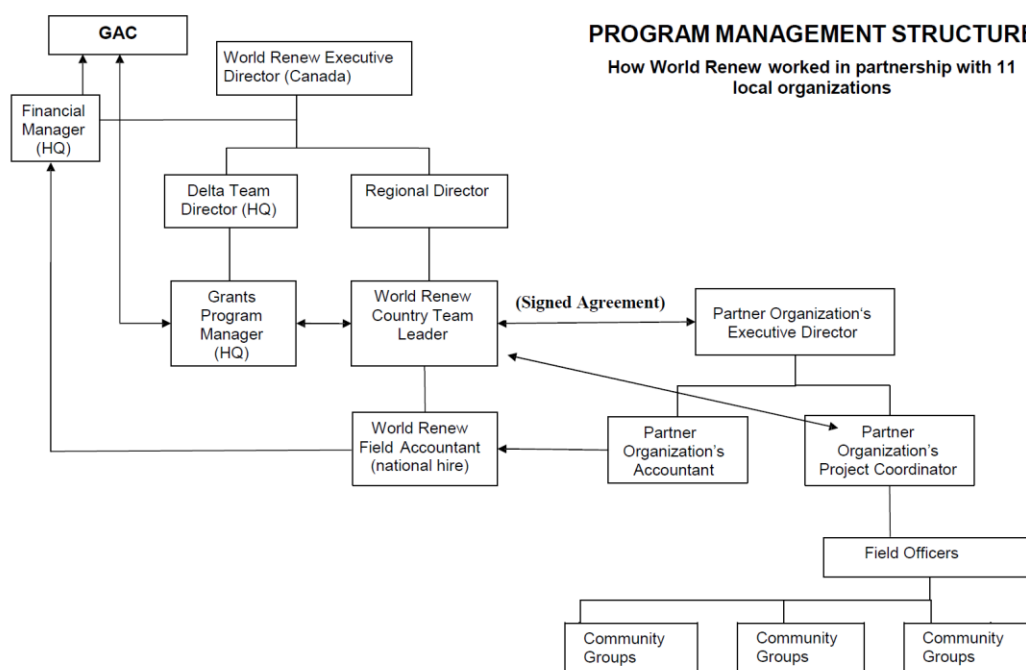 GAC
PROGRAM MANAGEMENT STRUCTURE
How World Renew worked in partnership with 11
local organizations
World Renew Executive
Director (Canada)
Financial
Manager
(HQ)
Delta Team
Director (HQ)
Regional Director
Grants
Program
Manager
(HQ)
World Renew
Country Team
Leader
(Signed Agreement)
Partner Organization's
Executive Director
World Renew
Field Accountant
(national hire)
Partner
Organization's
Accountant
Partner
Organization's
Project Coordinator
Field Officers
Community
Groups
Community
Groups
Community
Groups